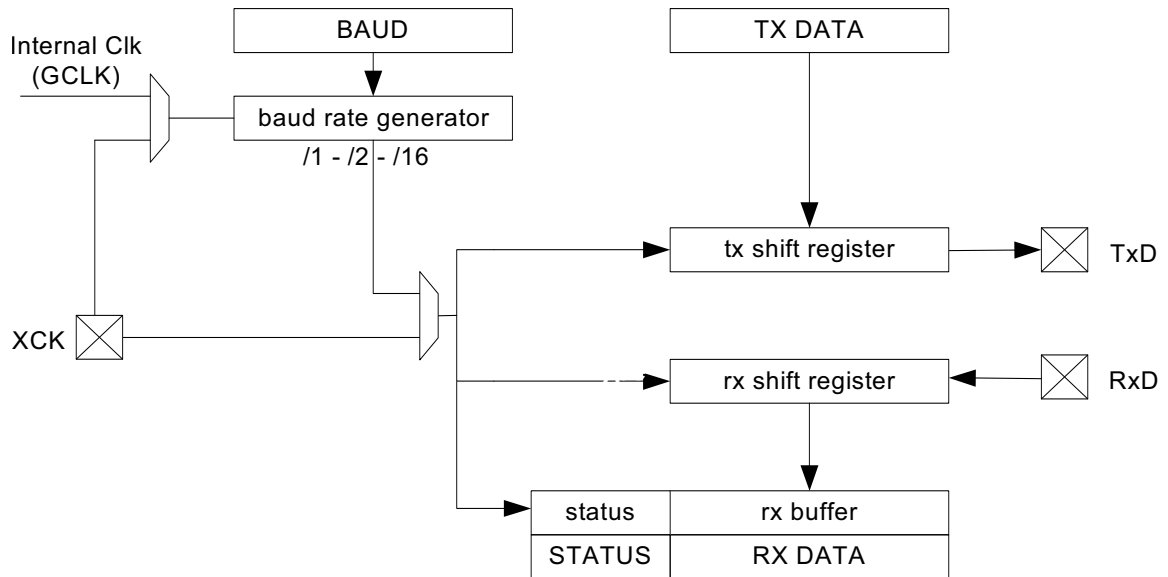 BAUD
TX DATA
Internal Clk
(GCLK)
baud rate generator
/1 - /2 - /16
tx shift register
TxD
XCK
rx shift register
RxD
status
rx buffer
STATUS
RX DATA